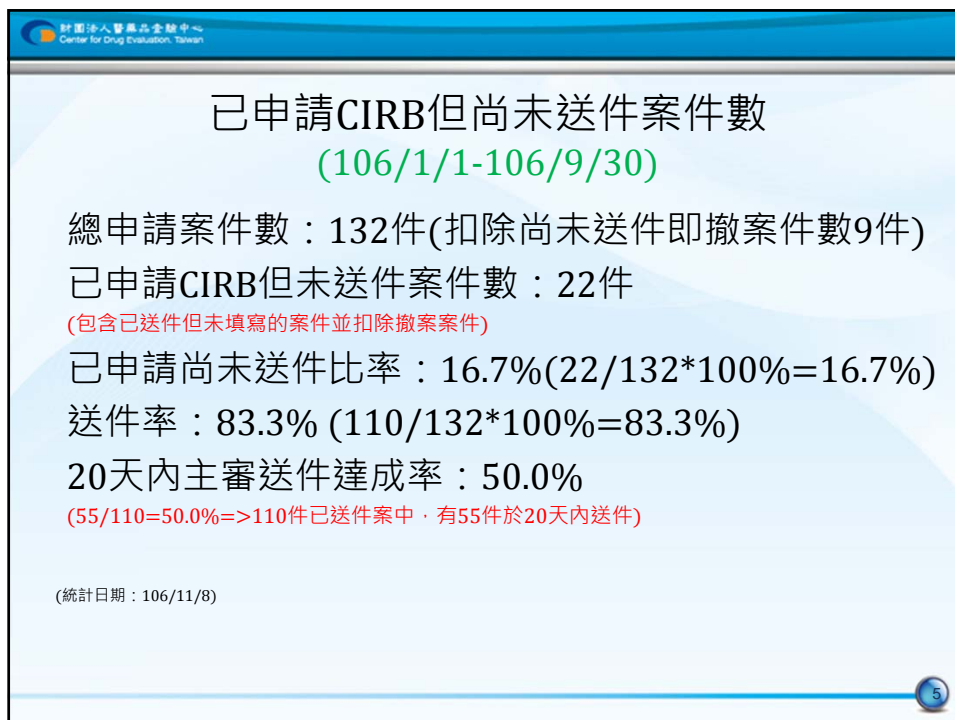 財團法人醫藥品查驗中心
Center for Drug Evaluation, Taiwan
已申請CIRB但尚未送件案件數
(106/1/1-106/9/30)
總申請案件數：132件(扣除尚未送件即撤案件數9件)
已申請CIRB但未送件案件數：22件
(包含已送件但未填寫的案件並扣除撤案案件)
已申請尚未送件比率：16.7%(22/132*100%=16.7%)
送件率：83.3% (110/132*100%=83.3%)
20天內主審送件達成率：50.0%
(55/110=50.0%=>110件已送件案中，有55件於20天內送件)
(統計日期：106/11/8)
5